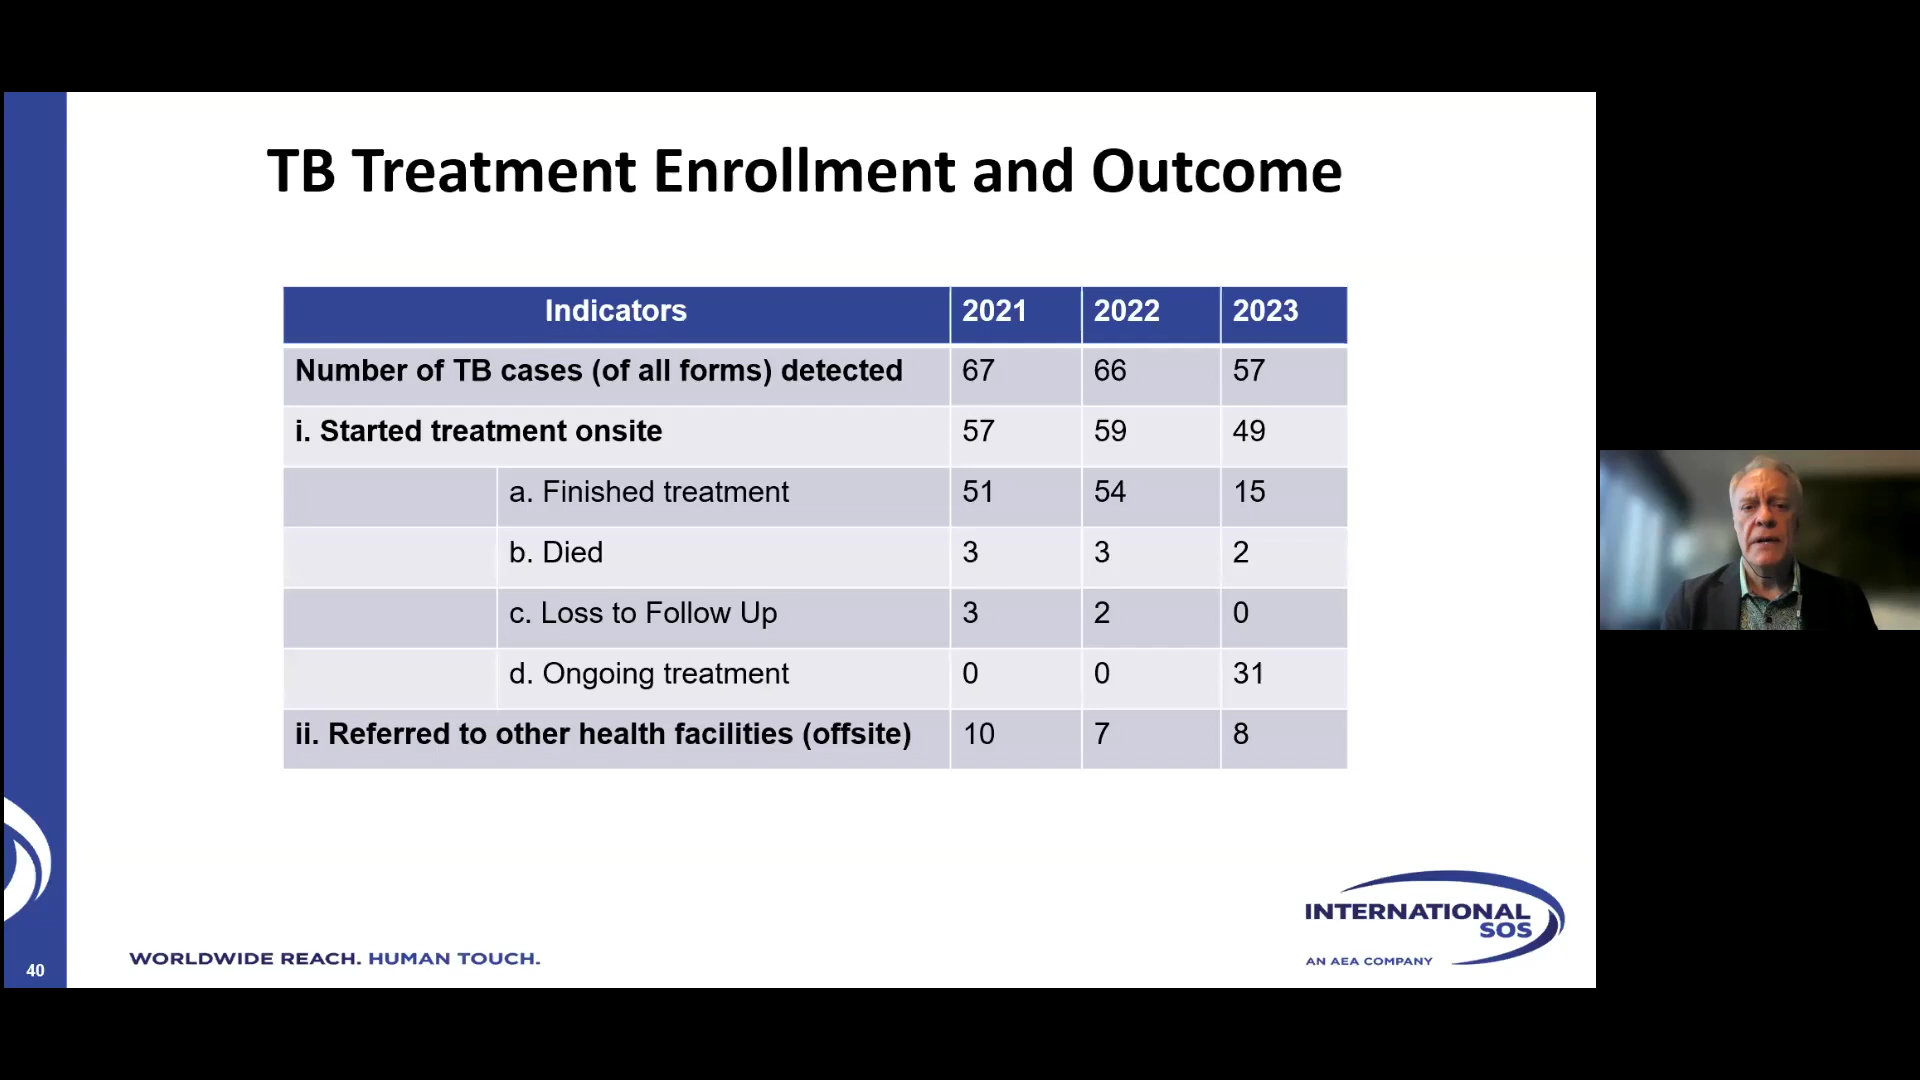 TB Treatment Enrollment and Outcome
Indicators 2021 2022 2023
Number of TB cases (of all forms) detected 67 66 57
i. Started treatment onsite 57 59 49
a. Finished treatment 51 54 15
b. Died 3 3 2
c. Loss to Follow Up 3 2 0
d. Ongoing treatment 0 0 31
ii. Referred to other health facilities (offsite) 10 7 8
INTERNATIONAL
SOS
AN AEA COMPANY
WORLDWIDE REACH. HUMAN TOUCH.
40